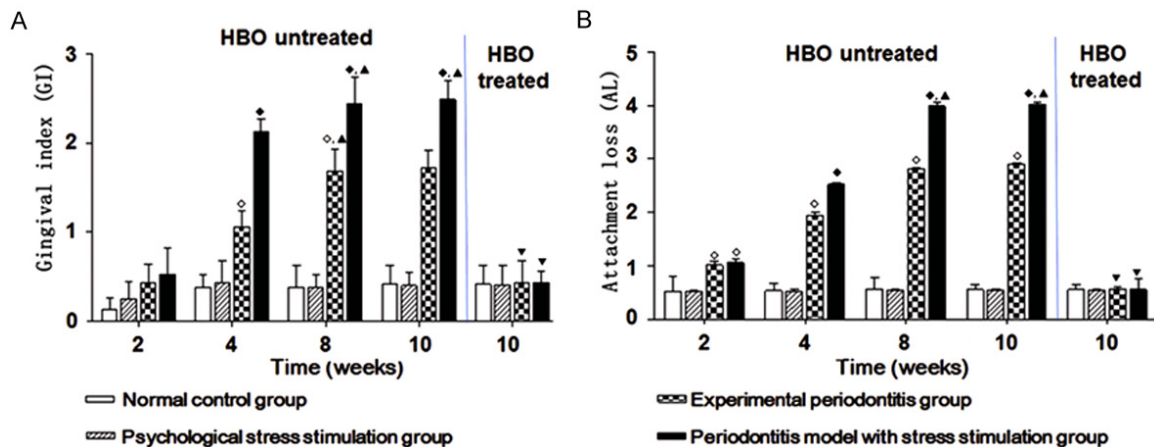 A
HBO untreated
HBO
treated
Gingival index (GI)
3
2
1
0
2
4
8
10
10
Time (weeks)
B
HBO untreated
HBO
treated
Attachment loss (AL)
5
4
3
2
1
0
2
4
8
10
10
Time (weeks)
Normal control group
Experimental periodontitis group
Psychological stress stimulation group
Periodontitis model with stress stimulation group